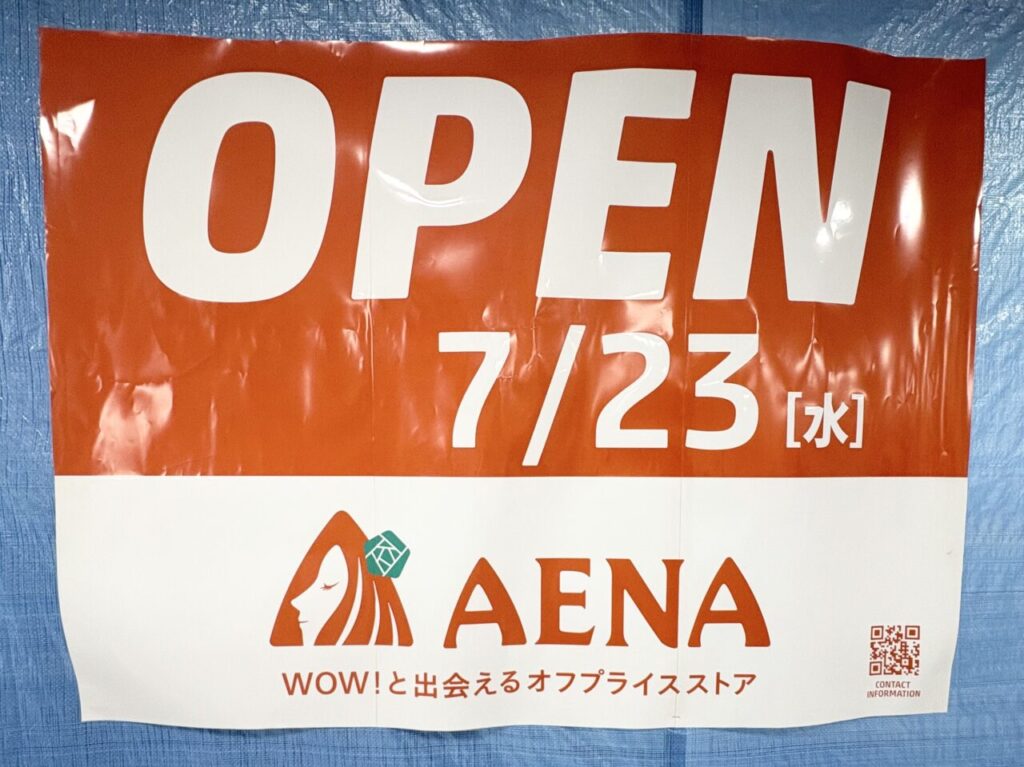 OPEN
7/23 [水]
AENA
WOW!と出会えるオフプライスストア
CONTACT
INFORMATION